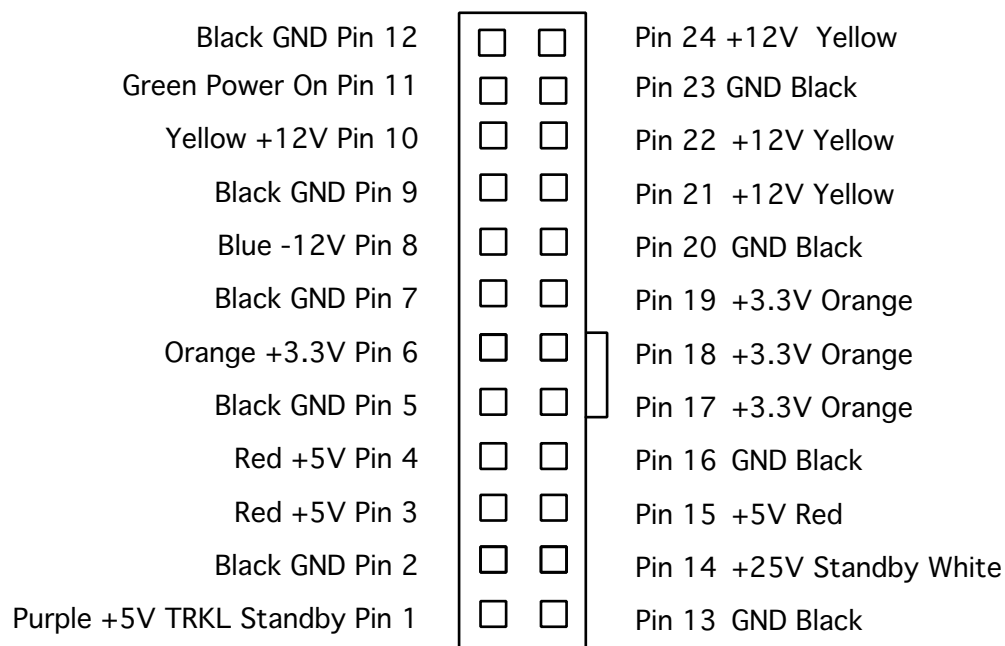 Black GND Pin 12
Pin 24 +12V Yellow
Green Power On Pin 11
Pin 23 GND Black
Yellow +12V Pin 10
Pin 22 +12V Yellow
Black GND Pin 9
Pin 21 +12V Yellow
Blue -12V Pin 8
Pin 20 GND Black
Black GND Pin 7
Pin 19 +3.3V Orange
Orange +3.3V Pin 6
Pin 18 +3.3V Orange
Black GND Pin 5
Pin 17 +3.3V Orange
Red +5V Pin 4
Pin 16 GND Black
Red +5V Pin 3
Pin 15 +5V Red
Black GND Pin 2
Pin 14 +25V Standby White
Purple +5V TRKL Standby Pin 1
Pin 13 GND Black